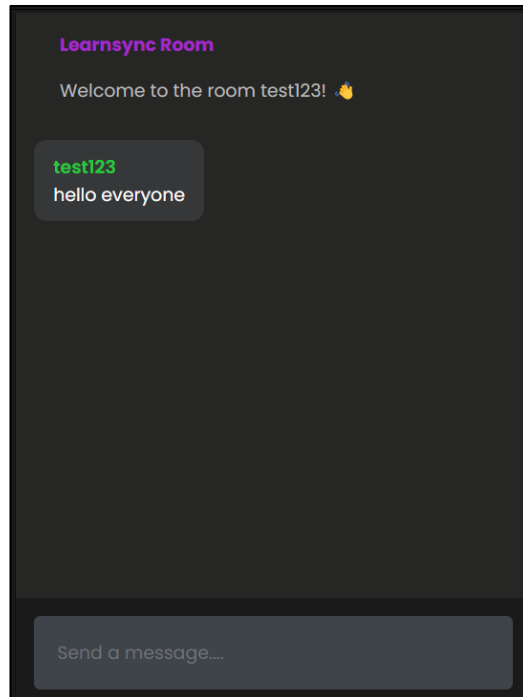 Learnsync Room
Welcome to the room test123! 👋
test123
hello everyone
Send a message....